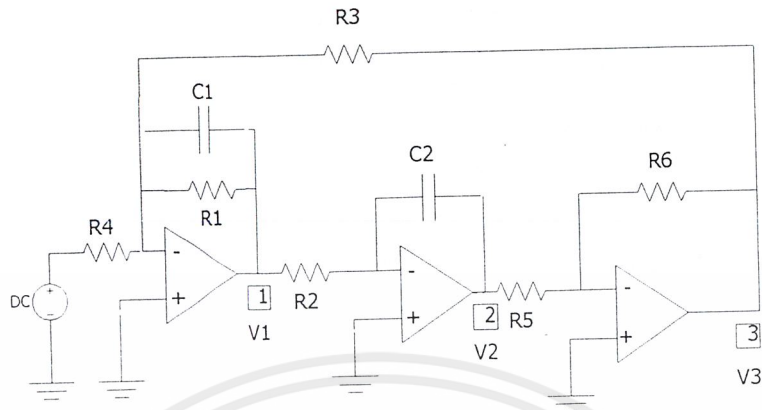 R3
C1
C2
R6
R1
R4
-
-
-
+
DC
+
-
1
R2
+
2
R5
+
3
V1
V2
V3